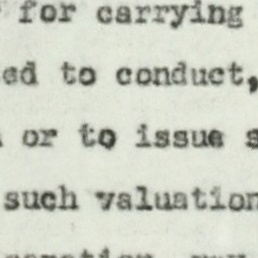 for carrying
ed to conduct,
or to issue s
such valuation